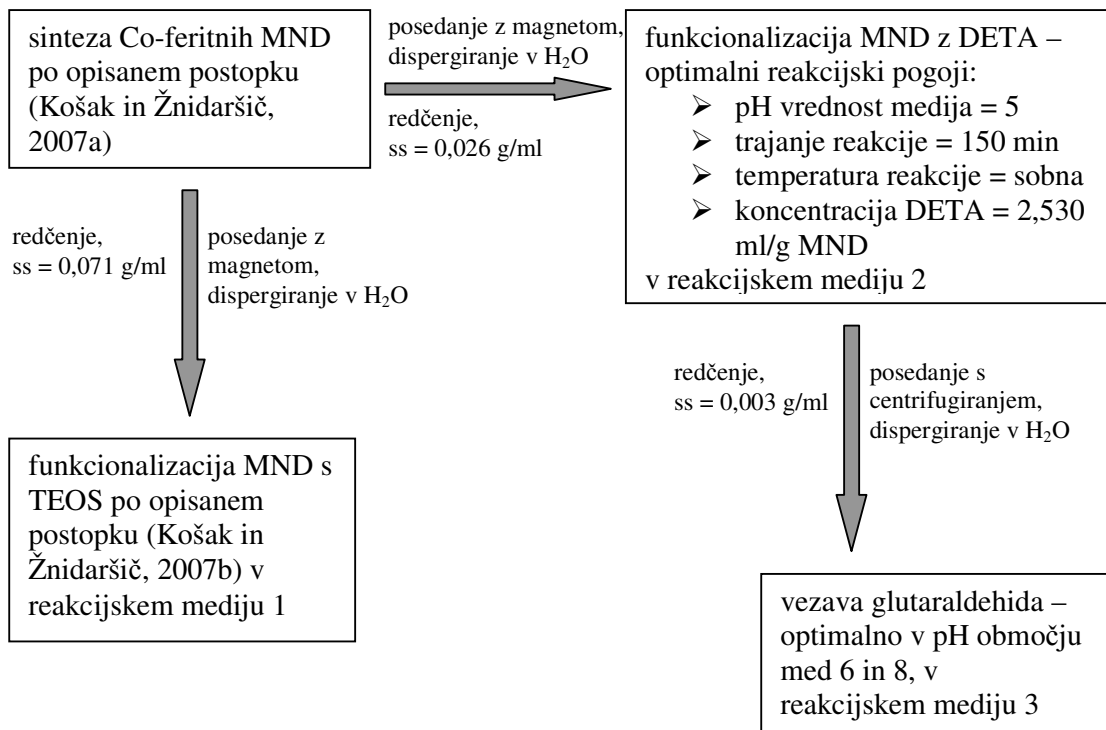 sinteza Co-feritnih MND
po opisanem postopku
(Košak in Žnidaršič,
2007a)
posedanje z magnetom,
dispergiranje v H₂O
redčenje,
ss = 0,026 g/ml
funkcionalizacija MND z DETA –
optimalni reakcijski pogoji:
➢ pH vrednost medija = 5
➢ trajanje reakcije = 150 min
➢ temperatura reakcije = sobna
➢ koncentracija DETA = 2,530
ml/g MND
v reakcijskem mediju 2
redčenje,
ss = 0,071 g/ml
posedanje z
magnetom,
dispergiranje v H₂O
redčenje,
ss = 0,003 g/ml
posedanje s
centrifugiranjem,
dispergiranje v H₂O
funkcionalizacija MND s
TEOS po opisanem
postopku (Košak in
Žnidaršič, 2007b) v
reakcijskem mediju 1
vezava glutaraldehida –
optimalno v pH območju
med 6 in 8, v
reakcijskem mediju 3